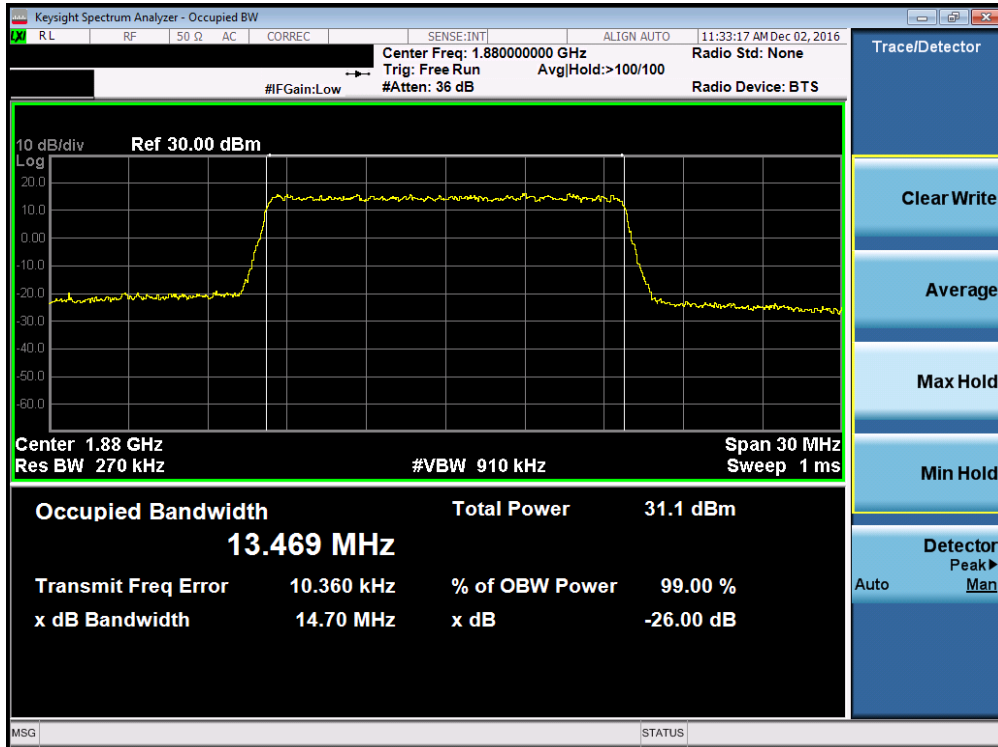 Keysight Spectrum Analyzer - Occupied BW
LXI RL RF 50 Ω AC CORREC SENSE:INT ALIGN AUTO 11:33:17 AM Dec 02, 2016
Center Freq: 1.880000000 GHz Radio Std: None
Trig: Free Run Avg|Hold:>100/100
#IFGain:Low #Atten: 36 dB Radio Device: BTS
10 dB/div Ref 30.00 dBm
Log
20.0
10.0
0.00
-10.0
-20.0
-30.0
-40.0
-50.0
-60.0
Center 1.88 GHz Span 30 MHz
Res BW 270 kHz #VBW 910 kHz Sweep 1 ms
Occupied Bandwidth Total Power 31.1 dBm
13.469 MHz
Transmit Freq Error 10.360 kHz % of OBW Power 99.00 %
x dB Bandwidth 14.70 MHz x dB -26.00 dB
Trace/Detector
Clear Write
Average
Max Hold
Min Hold
Detector
Peak▶
Auto Man
MSG STATUS